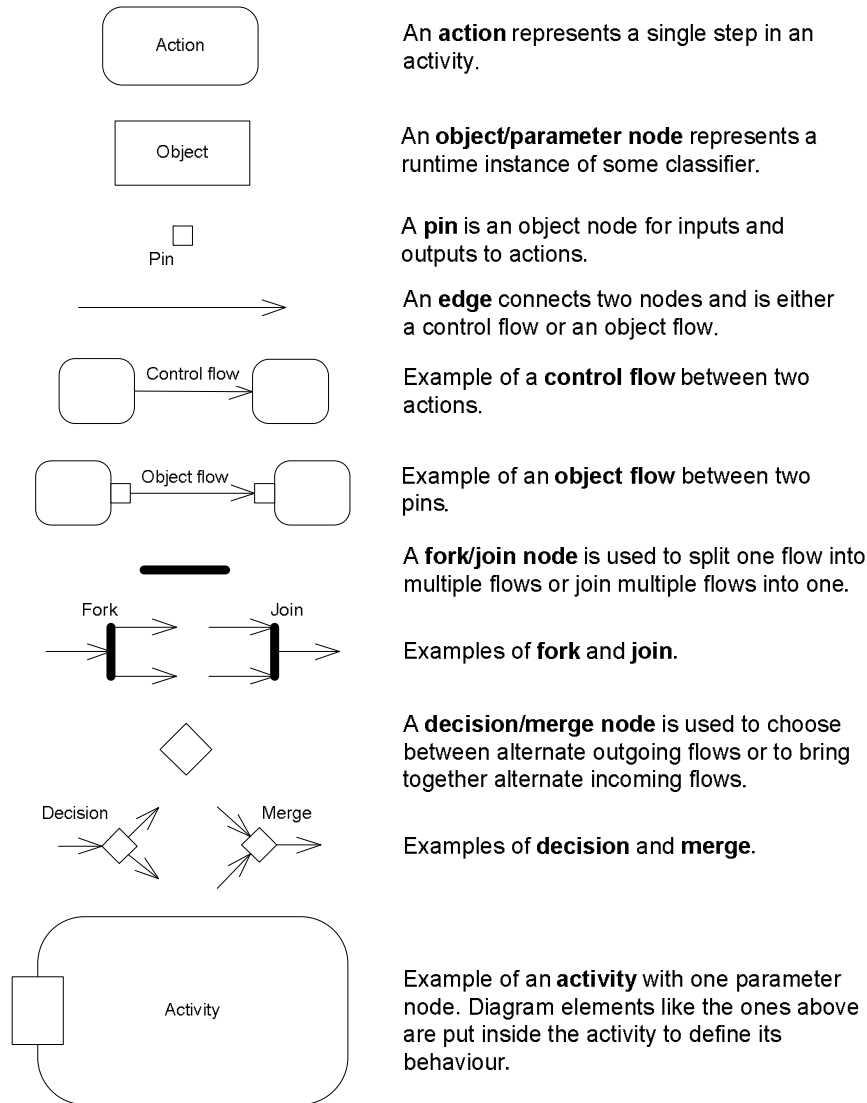 Action
An action represents a single step in an
activity.
Object
An object/parameter node represents a
runtime instance of some classifier.
Pin
A pin is an object node for inputs and
outputs to actions.
An edge connects two nodes and is either
a control flow or an object flow.
Control flow
Example of a control flow between two
actions.
Object flow
Example of an object flow between two
pins.
A fork/join node is used to split one flow into
multiple flows or join multiple flows into one.
Fork
Join
Examples of fork and join.
A decision/merge node is used to choose
between alternate outgoing flows or to bring
together alternate incoming flows.
Decision
Merge
Examples of decision and merge.
Activity
Example of an activity with one parameter
node. Diagram elements like the ones above
are put inside the activity to define its
behaviour.